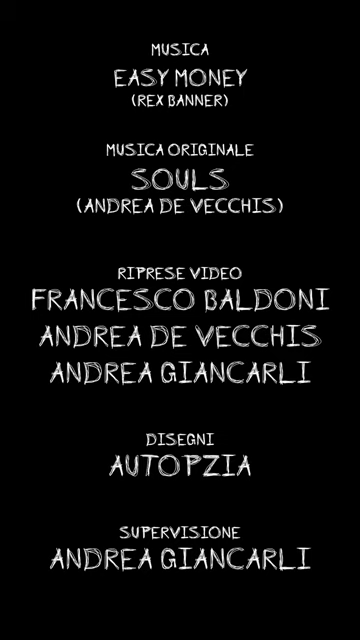 MUSICA
EASY MONEY
(REX BANNER)
MUSICA ORIGINALE
SOULS
(ANDREA DE VECCHIS)
RIPRESE VIDEO
FRANCESCO BALDONI
ANDREA DE VECCHIS
ANDREA GIANCARLI
DISEGNI
AUTOPZIA
SUPERVISIONE
ANDREA GIANCARLI